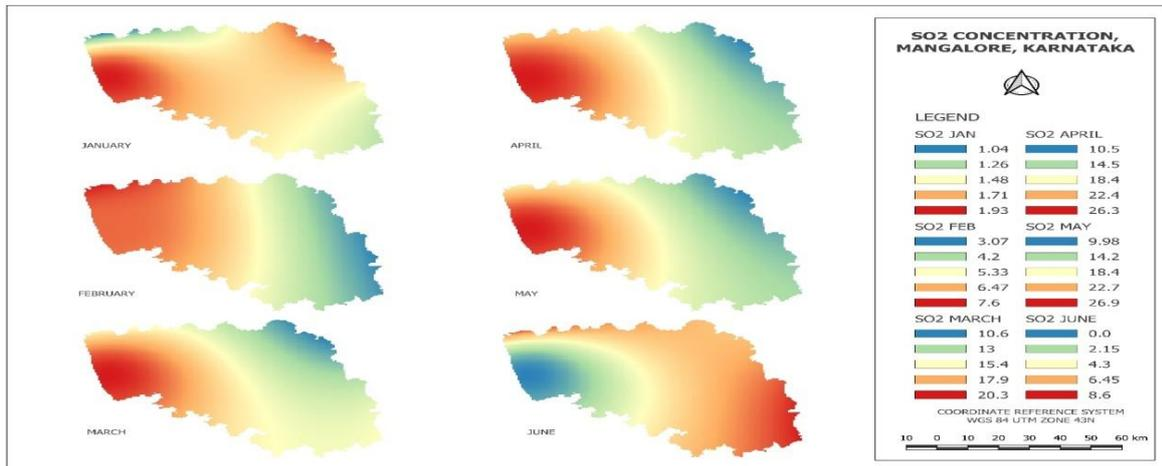 SO2 CONCENTRATION,
MANGALORE, KARNATAKA
LEGEND
SO2 JAN
1.04
1.26
1.48
1.71
1.93
SO2 APRIL
10.5
14.5
18.4
22.4
26.3
SO2 FEB
3.07
4.2
5.33
6.47
7.6
SO2 MAY
9.98
14.2
18.4
22.7
26.9
SO2 MARCH
10.6
13
15.4
17.9
20.3
SO2 JUNE
0.0
2.15
4.3
6.45
8.6
COORDINATE REFERENCE SYSTEM
WGS 84 UTM ZONE 43N
10 0 10 20 30 40 50 60 km
JANUARY
APRIL
FEBRUARY
MAY
MARCH
JUNE